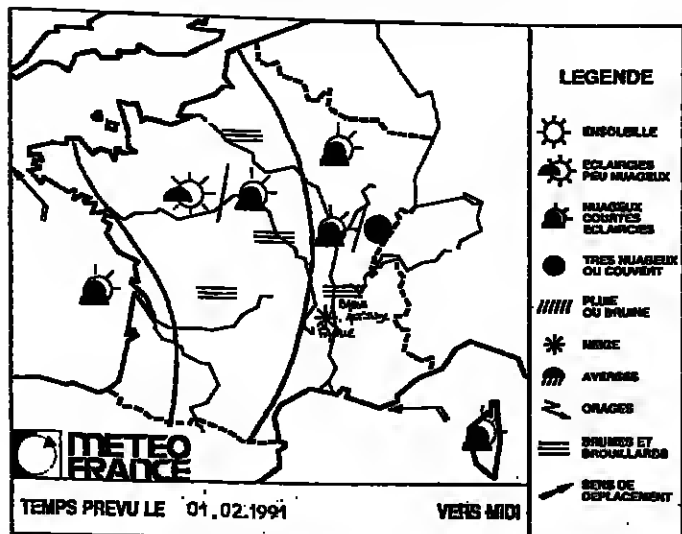 LEGENDE
ENSOLEILLE
ECLAIRCIES
PEU NUAGEUX
NUAGEUX
COURTES
ECLAIRCIES
TRES NUAGEUX
OU COUVERT
PLUIE
OU BRUINE
NEIGE
AVERSES
ORAGES
BRUMES ET
BROUILLARDS
SENS DE
DEPLACEMENT
METEO
FRANCE
TEMPS PREVU LE 01.02.1991 VERS MIDI